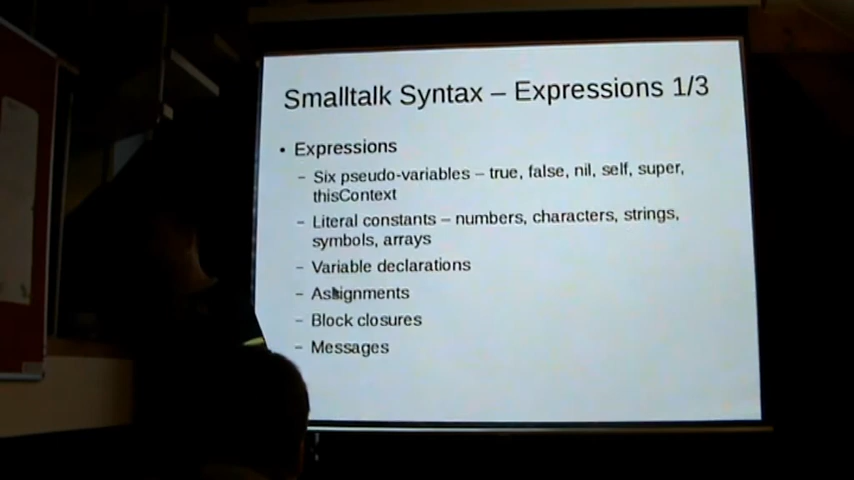 Smalltalk Syntax – Expressions 1/3
• Expressions
– Six pseudo-variables – true, false, nil, self, super,
thisContext
– Literal constants – numbers, characters, strings,
symbols, arrays
– Variable declarations
– Assignments
– Block closures
– Messages